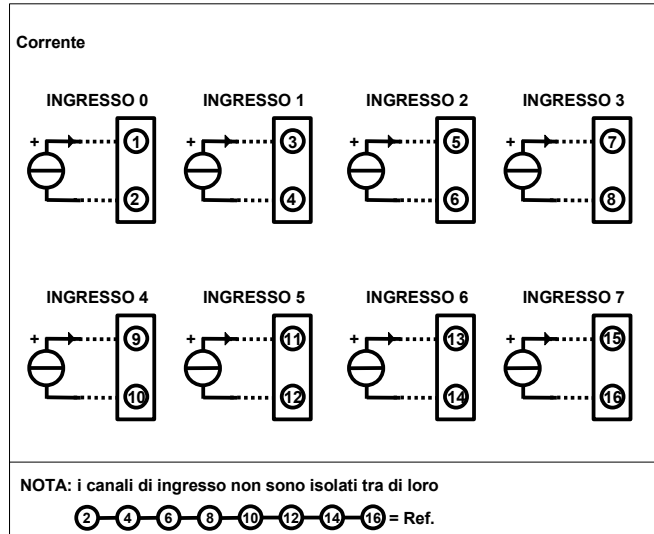 Corrente
INGRESSO 0 INGRESSO 1 INGRESSO 2 INGRESSO 3
+ 1 + 3 + 5 + 7
2 4 6 8
INGRESSO 4 INGRESSO 5 INGRESSO 6 INGRESSO 7
+ 9 + 11 + 13 + 15
10 12 14 16
NOTA: i canali di ingresso non sono isolati tra di loro
2 4 6 8 10 12 14 16 = Ref.